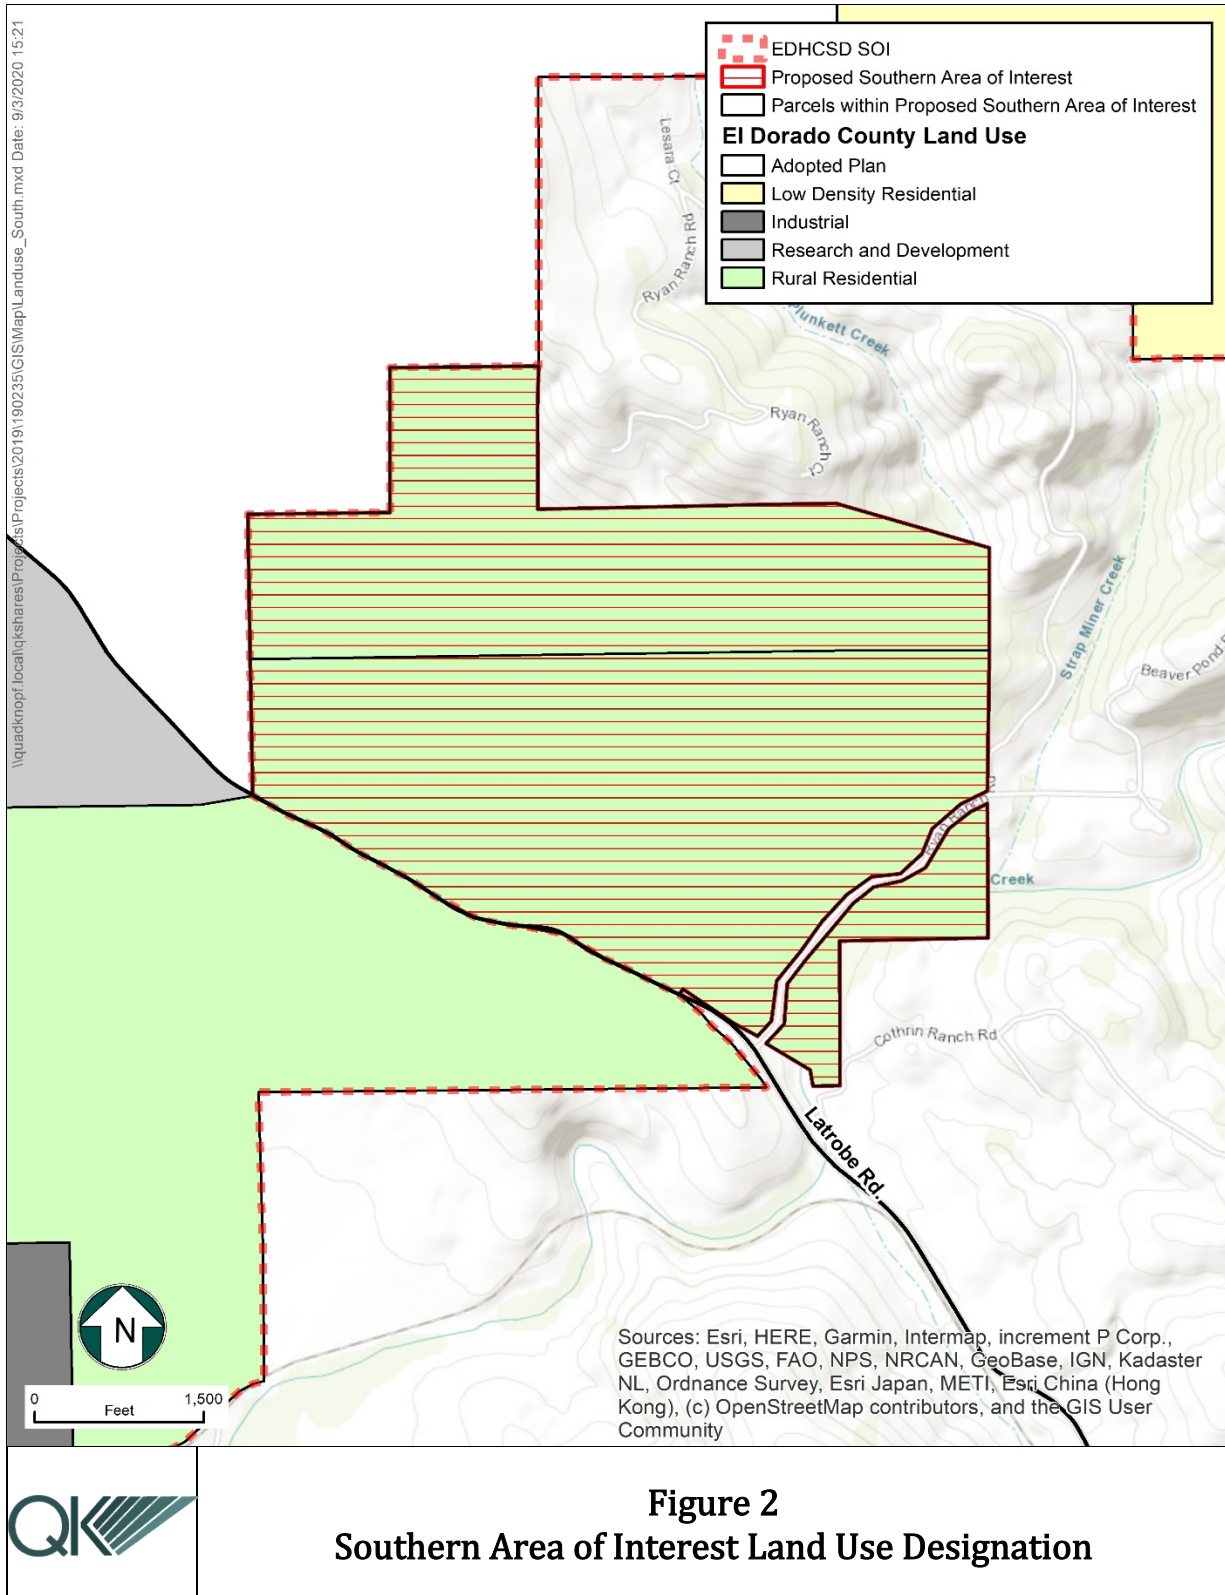 \\quadknopf.local\qkshares\Projects\Projects\2019\190235\GIS\Map\Landuse_South.mxd Date: 9/3/2020 15:21
EDHCSD SOI
Proposed Southern Area of Interest
Parcels within Proposed Southern Area of Interest
El Dorado County Land Use
Adopted Plan
Low Density Residential
Industrial
Research and Development
Rural Residential
Lesara Ct
Ryan Ranch Rd
Plunkett Creek
Ryan Ranch Ct
Strap Miner Creek
Beaver Pond
Ryan Ranch Rd
Creek
Cothrin Ranch Rd
Latrobe Rd.
N
0 1,500
Feet
Sources: Esri, HERE, Garmin, Intermap, increment P Corp.,
GEBCO, USGS, FAO, NPS, NRCAN, GeoBase, IGN, Kadaster
NL, Ordnance Survey, Esri Japan, METI, Esri China (Hong
Kong), (c) OpenStreetMap contributors, and the GIS User
Community
QK
Figure 2
Southern Area of Interest Land Use Designation